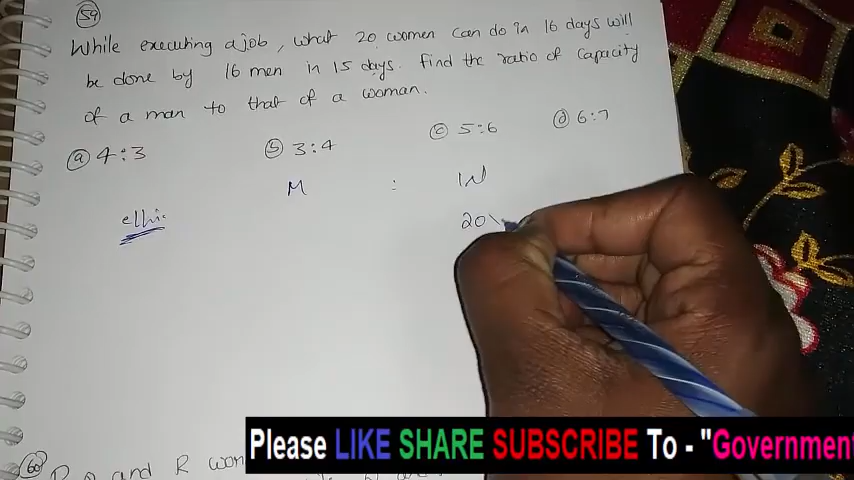 59
While executing a job, what 20 women can do in 16 days will
be done by 16 men in 15 days. Find the ratio of capacity
of a man to that of a woman.
ⓐ 4:3 ⓑ 3:4 ⓒ 5:6 ⓓ 6:7
M : W
effi: 20
60
and R
Please LIKE SHARE SUBSCRIBE To - "Government